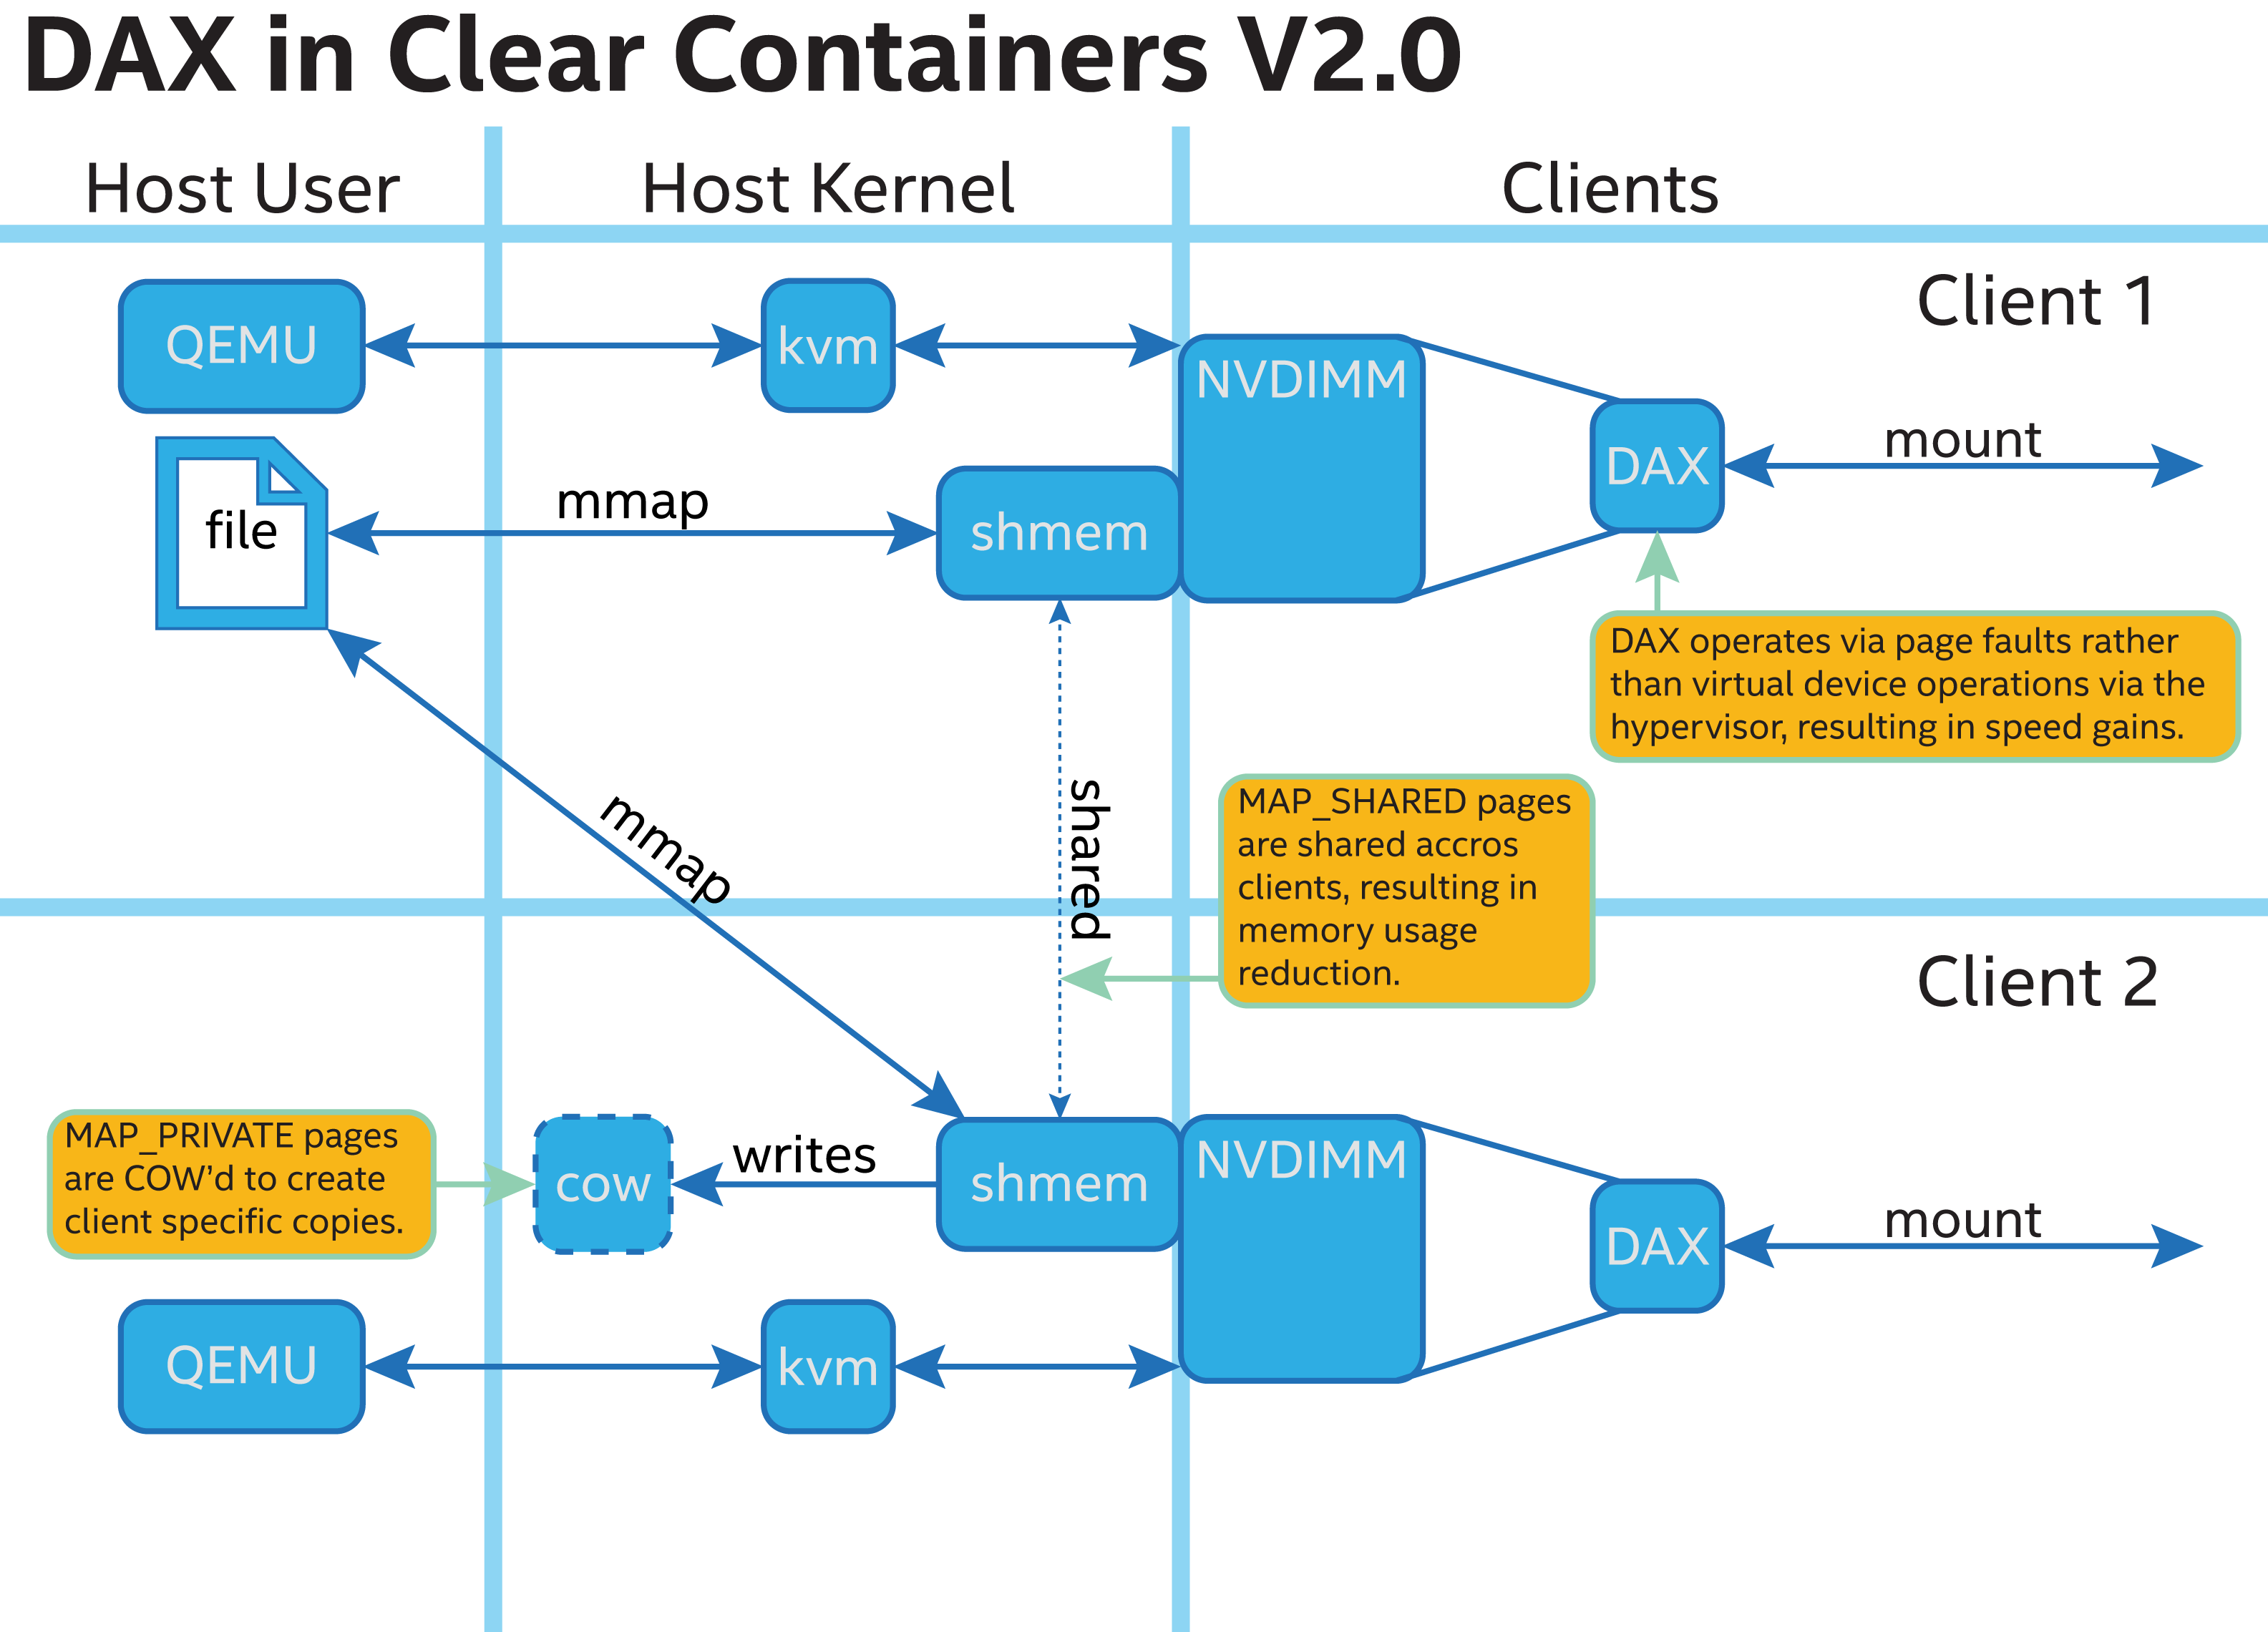 DAX in Clear Containers V2.0
Host User
Host Kernel
Clients
Client 1
QEMU
kvm
NVDIMM
DAX
mount
file
mmap
shmem
DAX operates via page faults rather
than virtual device operations via the
hypervisor, resulting in speed gains.
mmap
shared
MAP_SHARED pages
are shared accros
clients, resulting in
memory usage
reduction.
Client 2
MAP_PRIVATE pages
are COW'd to create
client specific copies.
cow
writes
shmem
NVDIMM
DAX
mount
QEMU
kvm